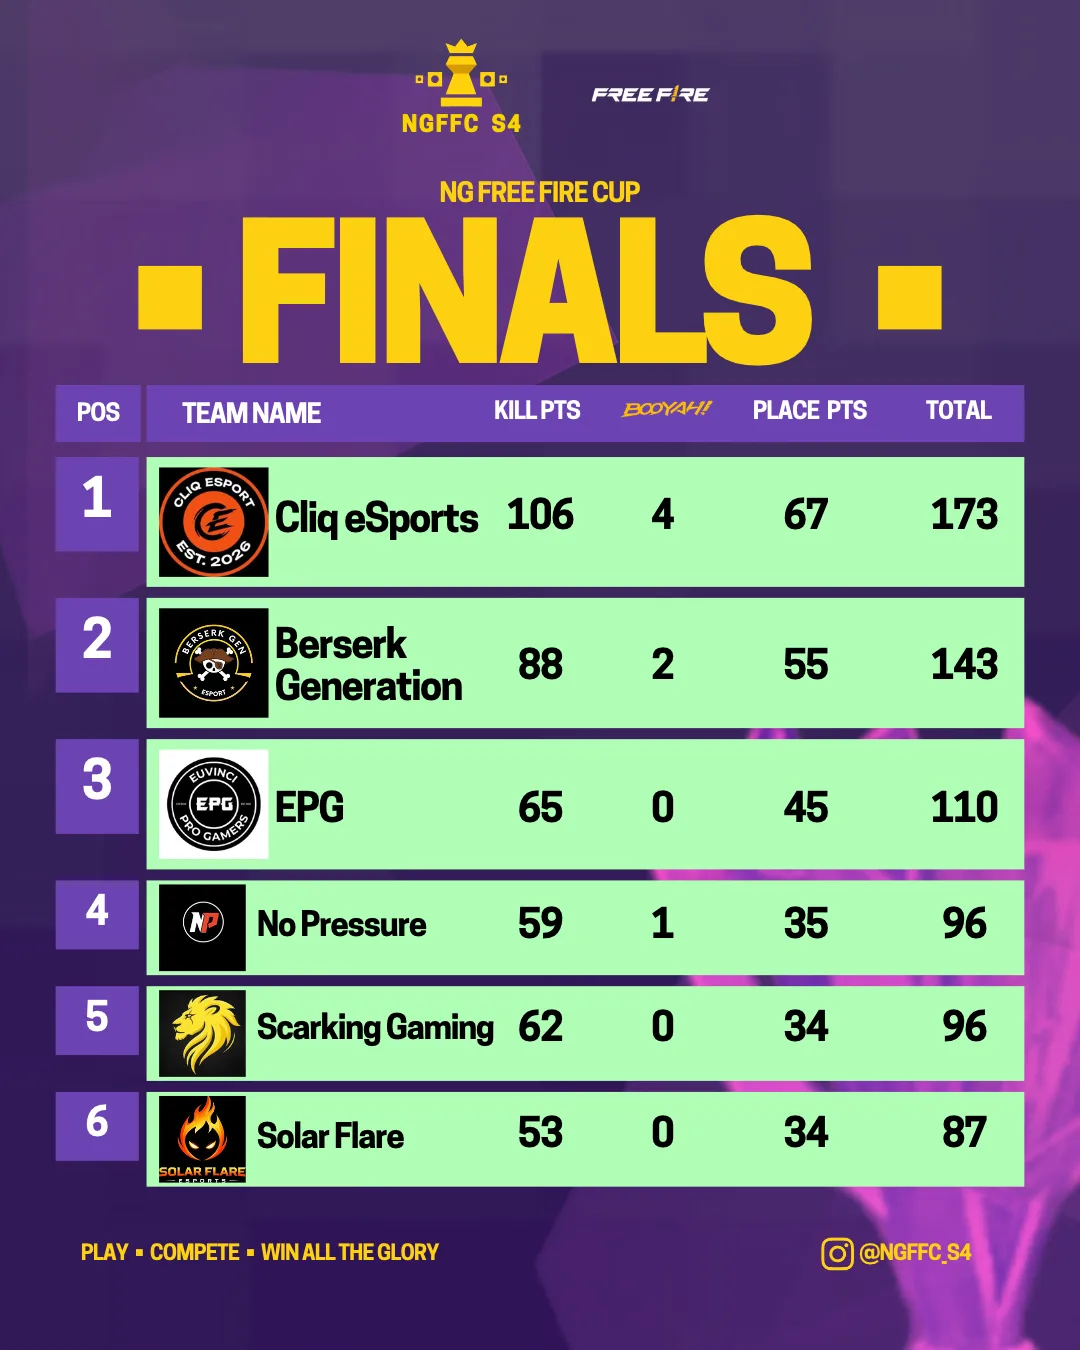 NGFFC S4
FREE FIRE
NG FREE FIRE CUP
FINALS
POS TEAM NAME KILL PTS BOOYAH! PLACE PTS TOTAL
1 CLIQ ESPORT EST. 2026 Cliq eSports 106 4 67 173
2 BERSERK GEN ESPORT Berserk Generation 88 2 55 143
3 EUVINCI EPG PRO GAMERS EPG 65 0 45 110
4 NP No Pressure 59 1 35 96
5 Scarking Gaming 62 0 34 96
6 SOLAR FLARE ESPORTS Solar Flare 53 0 34 87
PLAY ▪ COMPETE ▪ WIN ALL THE GLORY
@NGFFC_S4